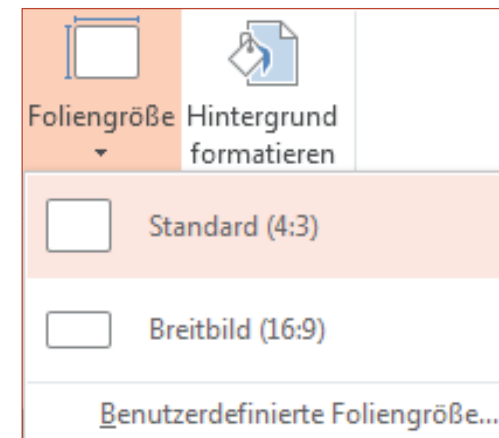 Foliengröße
Hintergrund
formatieren
Standard (4:3)
Breitbild (16:9)
Benutzerdefinierte Foliengröße...